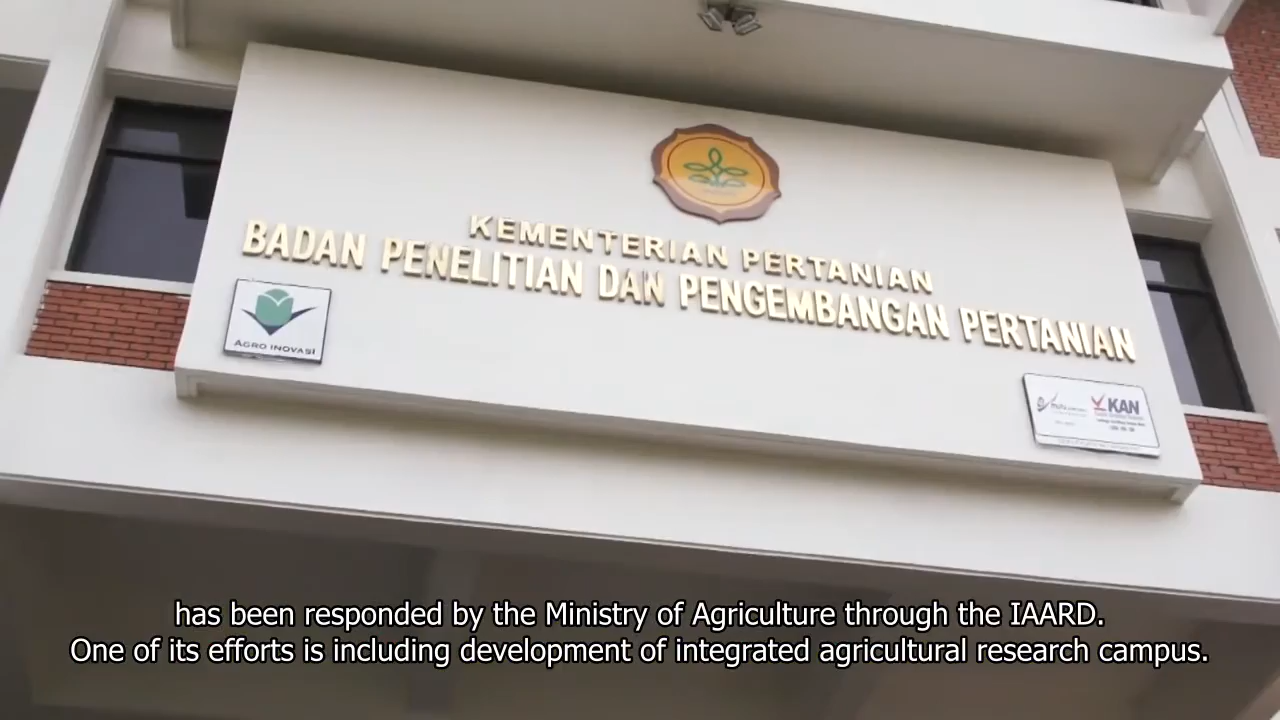 KEMENTERIAN PERTANIAN
BADAN PENELITIAN DAN PENGEMBANGAN PERTANIAN
AGRO INOVASI
KAN
has been responded by the Ministry of Agriculture through the IAARD.
One of its efforts is including development of integrated agricultural research campus.